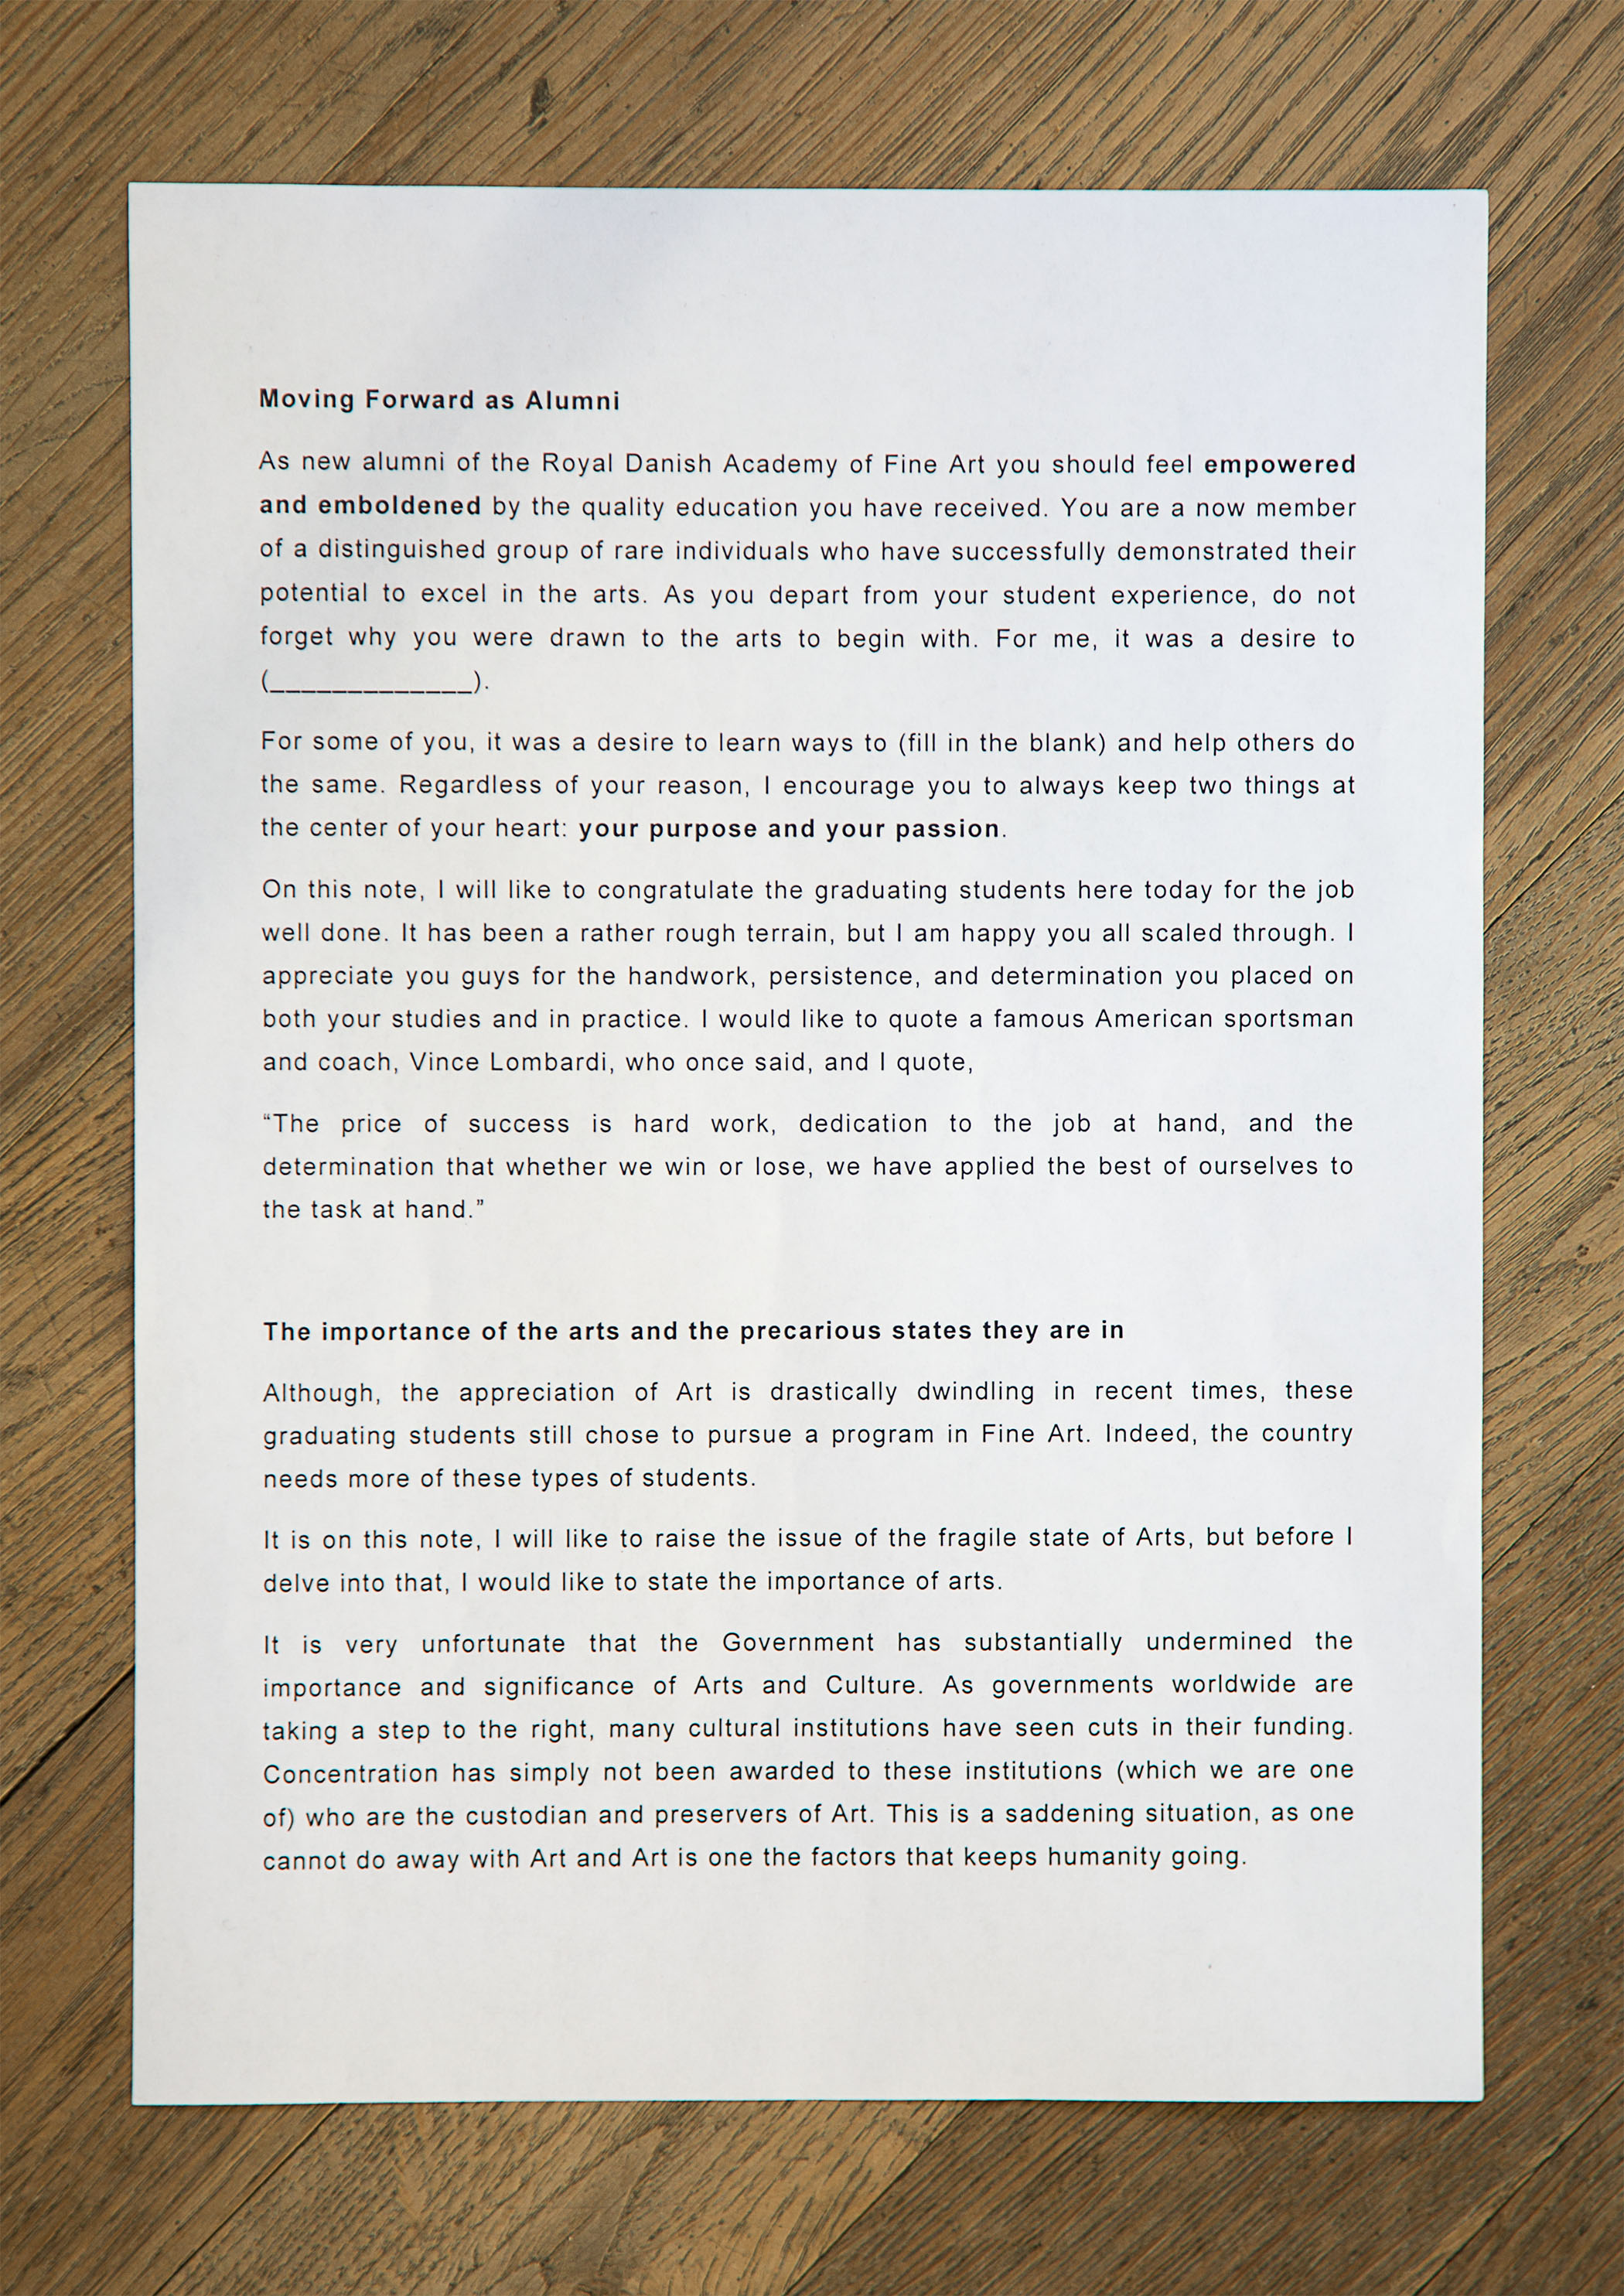 Moving Forward as Alumni
As new alumni of the Royal Danish Academy of Fine Art you should feel empowered
and emboldened by the quality education you have received. You are a now member
of a distinguished group of rare individuals who have successfully demonstrated their
potential to excel in the arts. As you depart from your student experience, do not
forget why you were drawn to the arts to begin with. For me, it was a desire to
(_____________).
For some of you, it was a desire to learn ways to (fill in the blank) and help others do
the same. Regardless of your reason, I encourage you to always keep two things at
the center of your heart: your purpose and your passion.
On this note, I will like to congratulate the graduating students here today for the job
well done. It has been a rather rough terrain, but I am happy you all scaled through. I
appreciate you guys for the handwork, persistence, and determination you placed on
both your studies and in practice. I would like to quote a famous American sportsman
and coach, Vince Lombardi, who once said, and I quote,
“The price of success is hard work, dedication to the job at hand, and the
determination that whether we win or lose, we have applied the best of ourselves to
the task at hand.”
The importance of the arts and the precarious states they are in
Although, the appreciation of Art is drastically dwindling in recent times, these
graduating students still chose to pursue a program in Fine Art. Indeed, the country
needs more of these types of students.
It is on this note, I will like to raise the issue of the fragile state of Arts, but before I
delve into that, I would like to state the importance of arts.
It is very unfortunate that the Government has substantially undermined the
importance and significance of Arts and Culture. As governments worldwide are
taking a step to the right, many cultural institutions have seen cuts in their funding.
Concentration has simply not been awarded to these institutions (which we are one
of) who are the custodian and preservers of Art. This is a saddening situation, as one
cannot do away with Art and Art is one the factors that keeps humanity going.